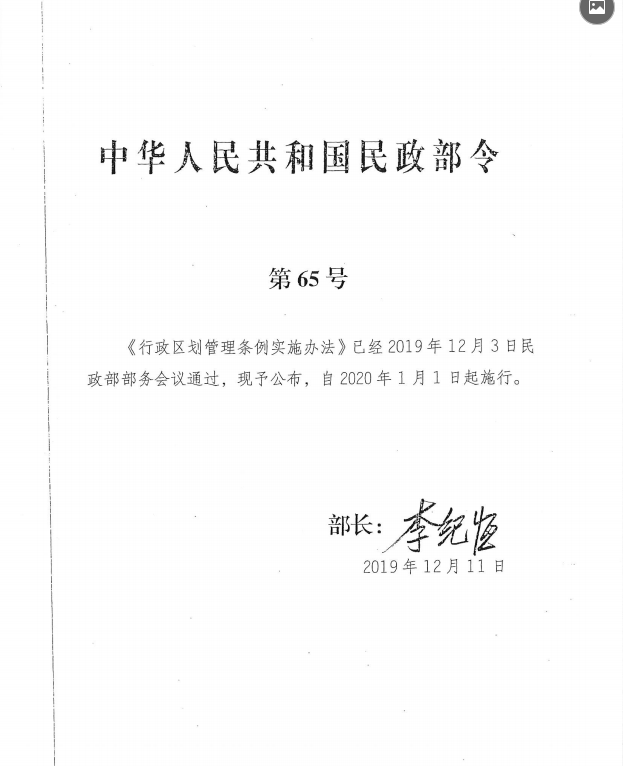 中华人民共和国民政部令
第65号
《行政区划管理条例实施办法》已经2019年12月3日民
政部部务会议通过，现予公布，自2020年1月1日起施行。
部长：李纪恒
2019年12月11日